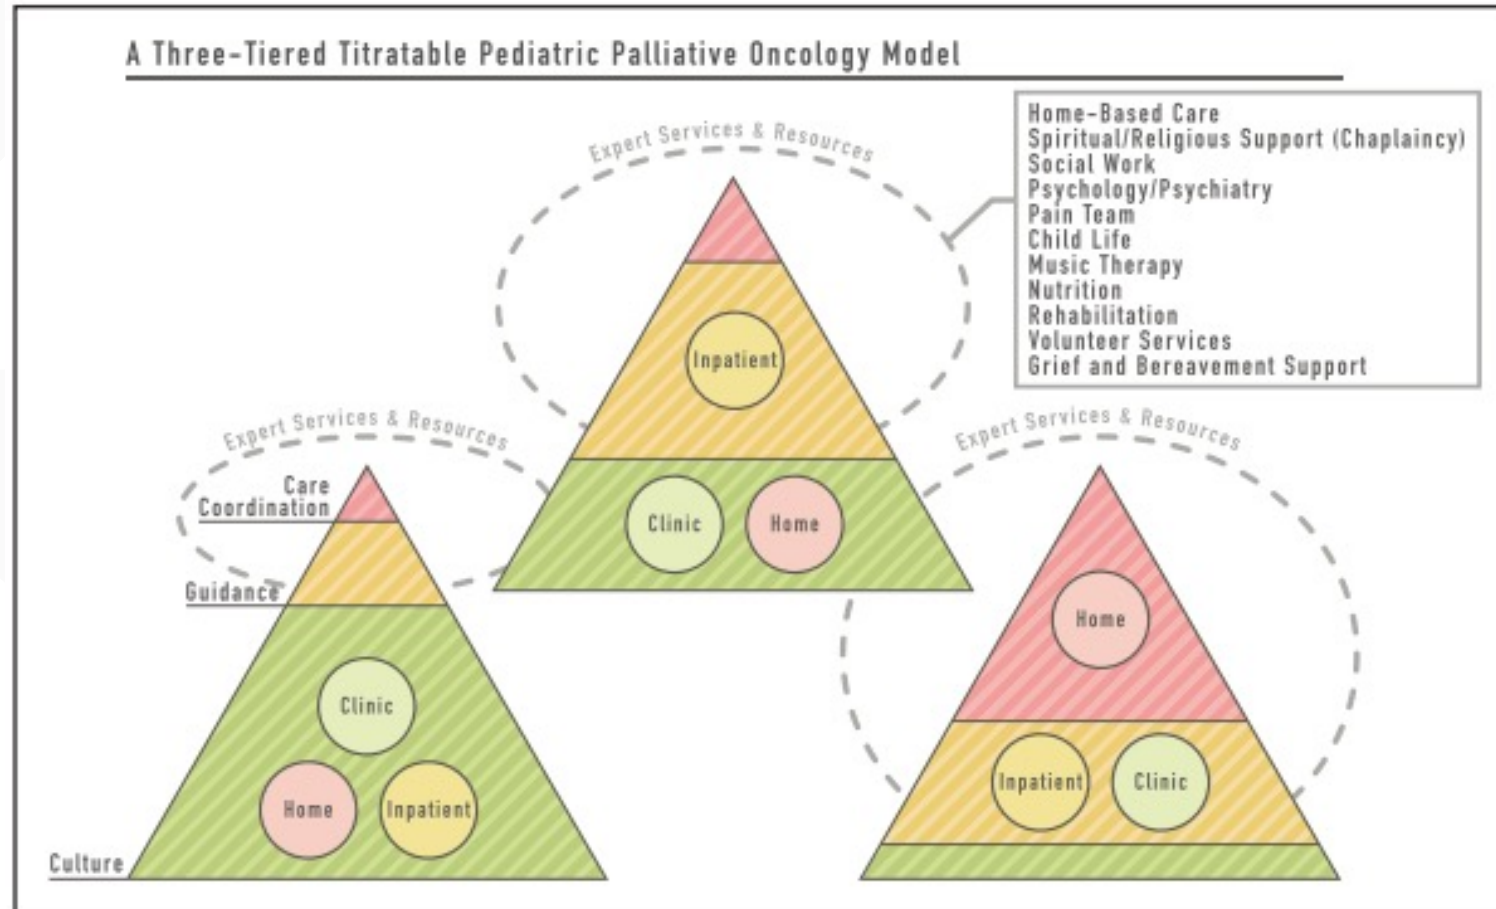 A Three-Tiered Titratable Pediatric Palliative Oncology Model
Expert Services & Resources
Home-Based Care
Spiritual/Religious Support (Chaplaincy)
Social Work
Psychology/Psychiatry
Pain Team
Child Life
Music Therapy
Nutrition
Rehabilitation
Volunteer Services
Grief and Bereavement Support
Inpatient
Clinic
Home
Expert Services & Resources
Care
Coordination
Guidance
Clinic
Home
Inpatient
Culture
Expert Services & Resources
Home
Inpatient
Clinic